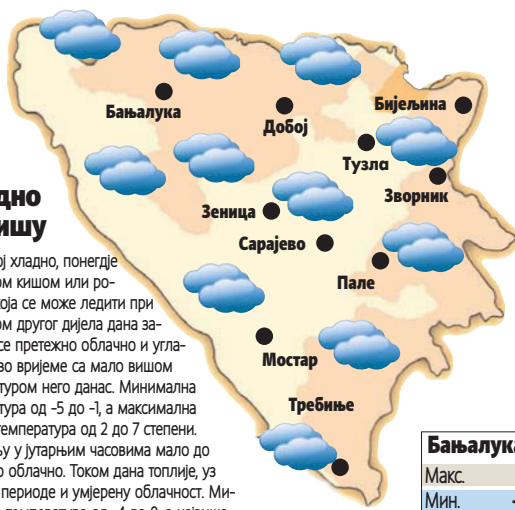 Бањалука
Добој
Бијељина
Тузла
Зворник
Зеница
Сарајево
Пале
Мостар
Требиње
дно
ишу
ој хладно, понегдје
ом кишом или ро-
која се може ледити при
ом другог дијела дана за-
се претежно облачно и угла-
во вријеме са мало вишом
туром него данас. Минимална
тура од -5 до -1, а максимална
температура од 2 до 7 степени.
у у јутарњим часовима мало до
о облачно. Током дана топлије, уз
периоде и умјерену облачност. Ми-
Бањалука
Макс.
Мин.